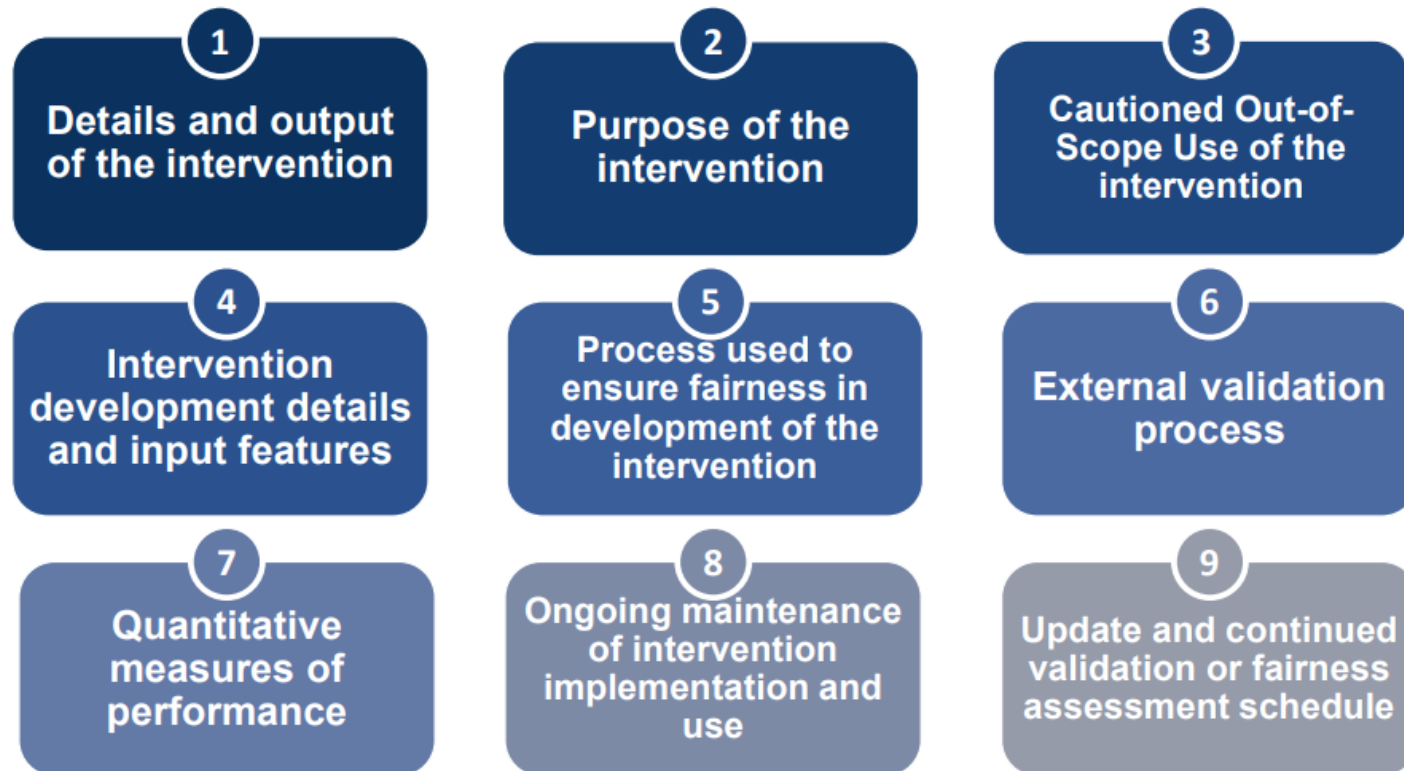 1
Details and output
of the intervention
2
Purpose of the
intervention
3
Cautioned Out-of-
Scope Use of the
intervention
4
Intervention
development details
and input features
5
Process used to
ensure fairness in
development of the
intervention
6
External validation
process
7
Quantitative
measures of
performance
8
Ongoing maintenance
of intervention
implementation and
use
9
Update and continued
validation or fairness
assessment schedule